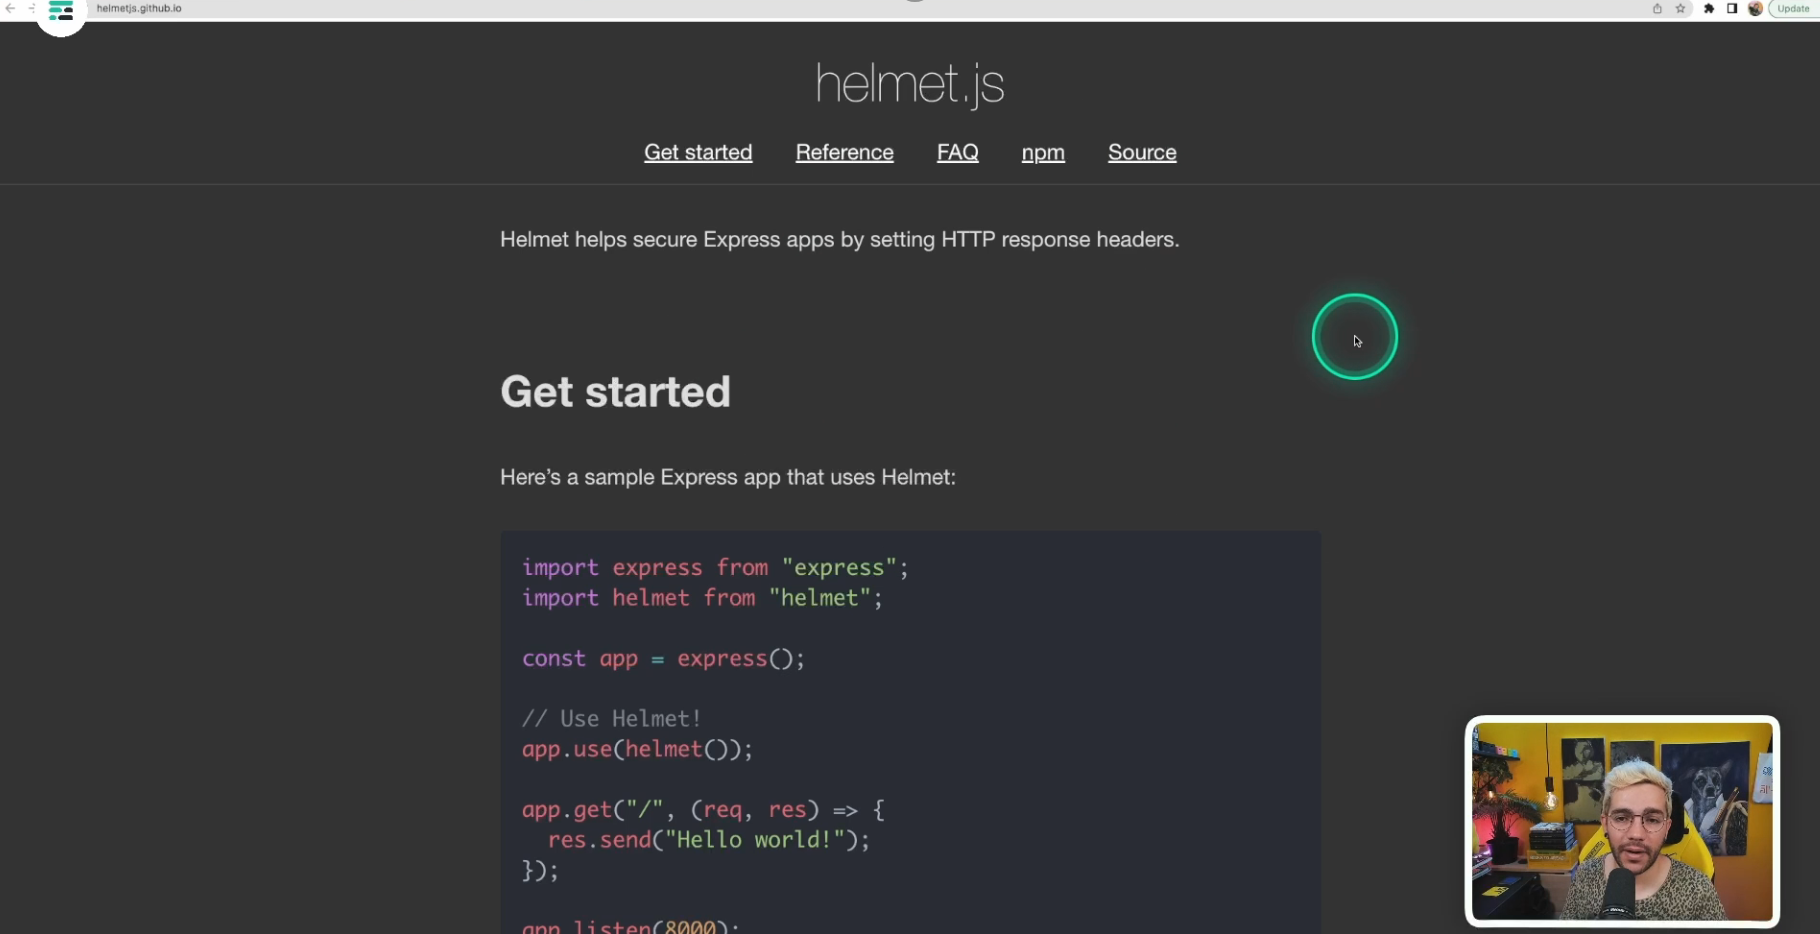 helmetjs.github.io
Update
helmet.js
Get started Reference FAQ npm Source
Helmet helps secure Express apps by setting HTTP response headers.
Get started
Here’s a sample Express app that uses Helmet:
import express from "express";
import helmet from "helmet";
const app = express();
// Use Helmet!
app.use(helmet());
app.get("/", (req, res) => {
res.send("Hello world!");
});
app.listen(8000);